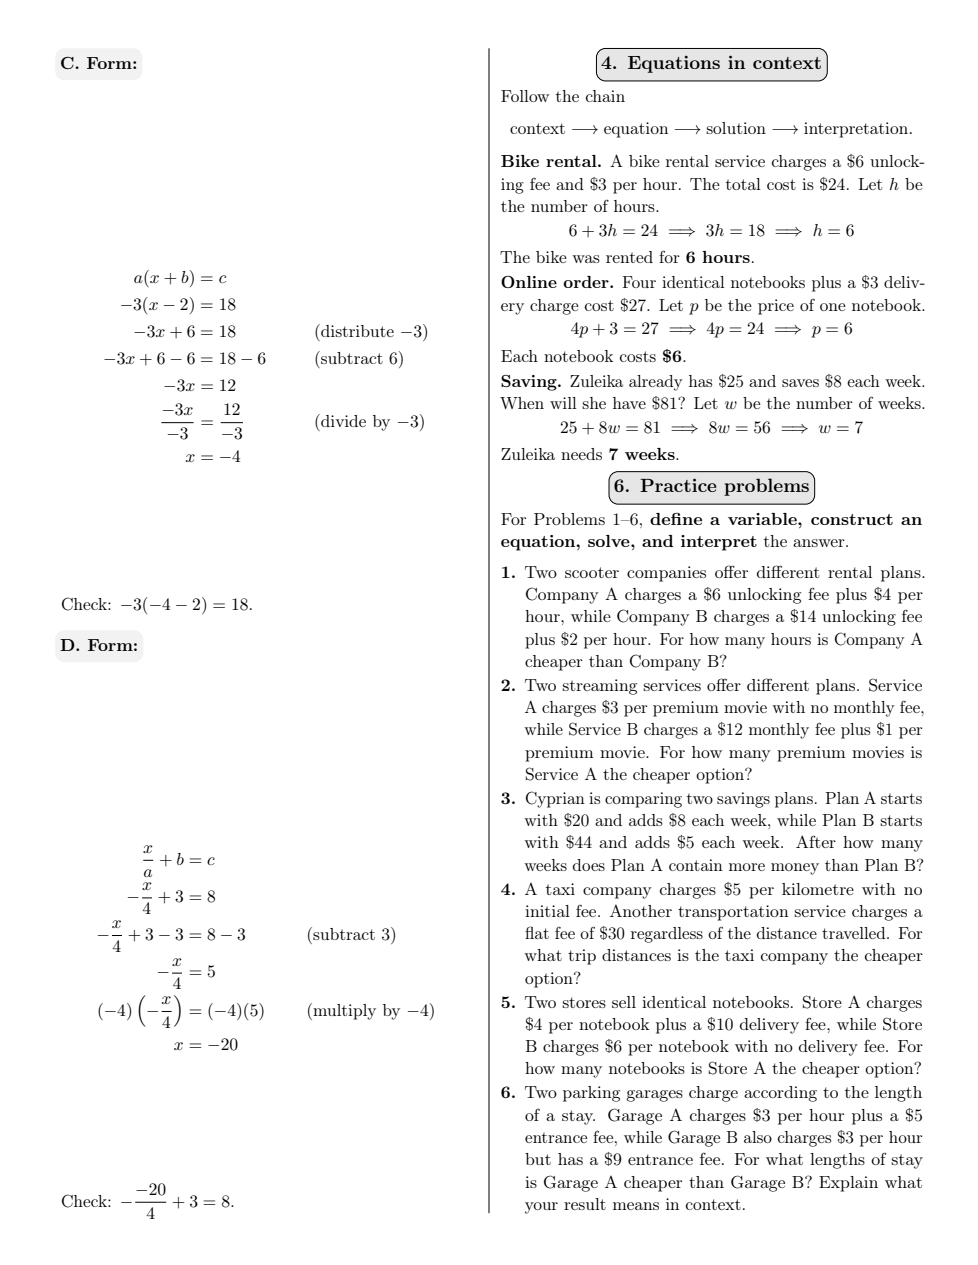 C. Form:
a(x + b) = c
−3(x − 2) = 18
−3x + 6 = 18 (distribute −3)
−3x + 6 − 6 = 18 − 6 (subtract 6)
−3x = 12
−3x/−3 = 12/−3 (divide by −3)
x = −4
Check: −3(−4 − 2) = 18.
D. Form:
x/a + b = c
−x/4 + 3 = 8
−x/4 + 3 − 3 = 8 − 3 (subtract 3)
−x/4 = 5
(−4)(−x/4) = (−4)(5) (multiply by −4)
x = −20
Check: −−20/4 + 3 = 8.
4. Equations in context
Follow the chain
context ⟶ equation ⟶ solution ⟶ interpretation.
Bike rental. A bike rental service charges a $6 unlock-
ing fee and $3 per hour. The total cost is $24. Let h be
the number of hours.
6 + 3h = 24 ⟹ 3h = 18 ⟹ h = 6
The bike was rented for 6 hours.
Online order. Four identical notebooks plus a $3 deliv-
ery charge cost $27. Let p be the price of one notebook.
4p + 3 = 27 ⟹ 4p = 24 ⟹ p = 6
Each notebook costs $6.
Saving. Zuleika already has $25 and saves $8 each week.
When will she have $81? Let w be the number of weeks.
25 + 8w = 81 ⟹ 8w = 56 ⟹ w = 7
Zuleika needs 7 weeks.
6. Practice problems
For Problems 1–6, define a variable, construct an
equation, solve, and interpret the answer.
1. Two scooter companies offer different rental plans.
Company A charges a $6 unlocking fee plus $4 per
hour, while Company B charges a $14 unlocking fee
plus $2 per hour. For how many hours is Company A
cheaper than Company B?
2. Two streaming services offer different plans. Service
A charges $3 per premium movie with no monthly fee,
while Service B charges a $12 monthly fee plus $1 per
premium movie. For how many premium movies is
Service A the cheaper option?
3. Cyprian is comparing two savings plans. Plan A starts
with $20 and adds $8 each week, while Plan B starts
with $44 and adds $5 each week. After how many
weeks does Plan A contain more money than Plan B?
4. A taxi company charges $5 per kilometre with no
initial fee. Another transportation service charges a
flat fee of $30 regardless of the distance travelled. For
what trip distances is the taxi company the cheaper
option?
5. Two stores sell identical notebooks. Store A charges
$4 per notebook plus a $10 delivery fee, while Store
B charges $6 per notebook with no delivery fee. For
how many notebooks is Store A the cheaper option?
6. Two parking garages charge according to the length
of a stay. Garage A charges $3 per hour plus a $5
entrance fee, while Garage B also charges $3 per hour
but has a $9 entrance fee. For what lengths of stay
is Garage A cheaper than Garage B? Explain what
your result means in context.